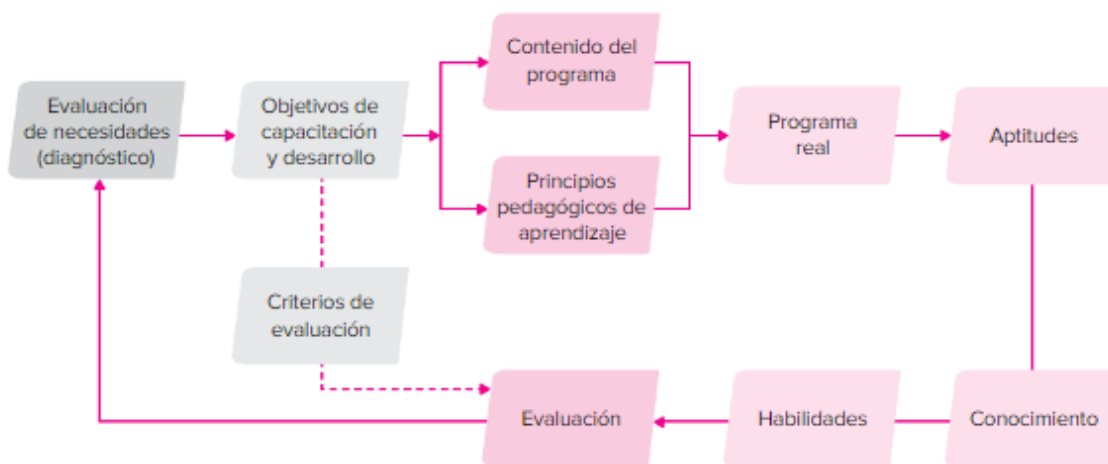 Evaluación
de necesidades
(diagnóstico)
Objetivos de
capacitación
y desarrollo
Contenido del
programa
Principios
pedagógicos de
aprendizaje
Programa
real
Aptitudes
Criterios de
evaluación
Evaluación
Habilidades
Conocimiento